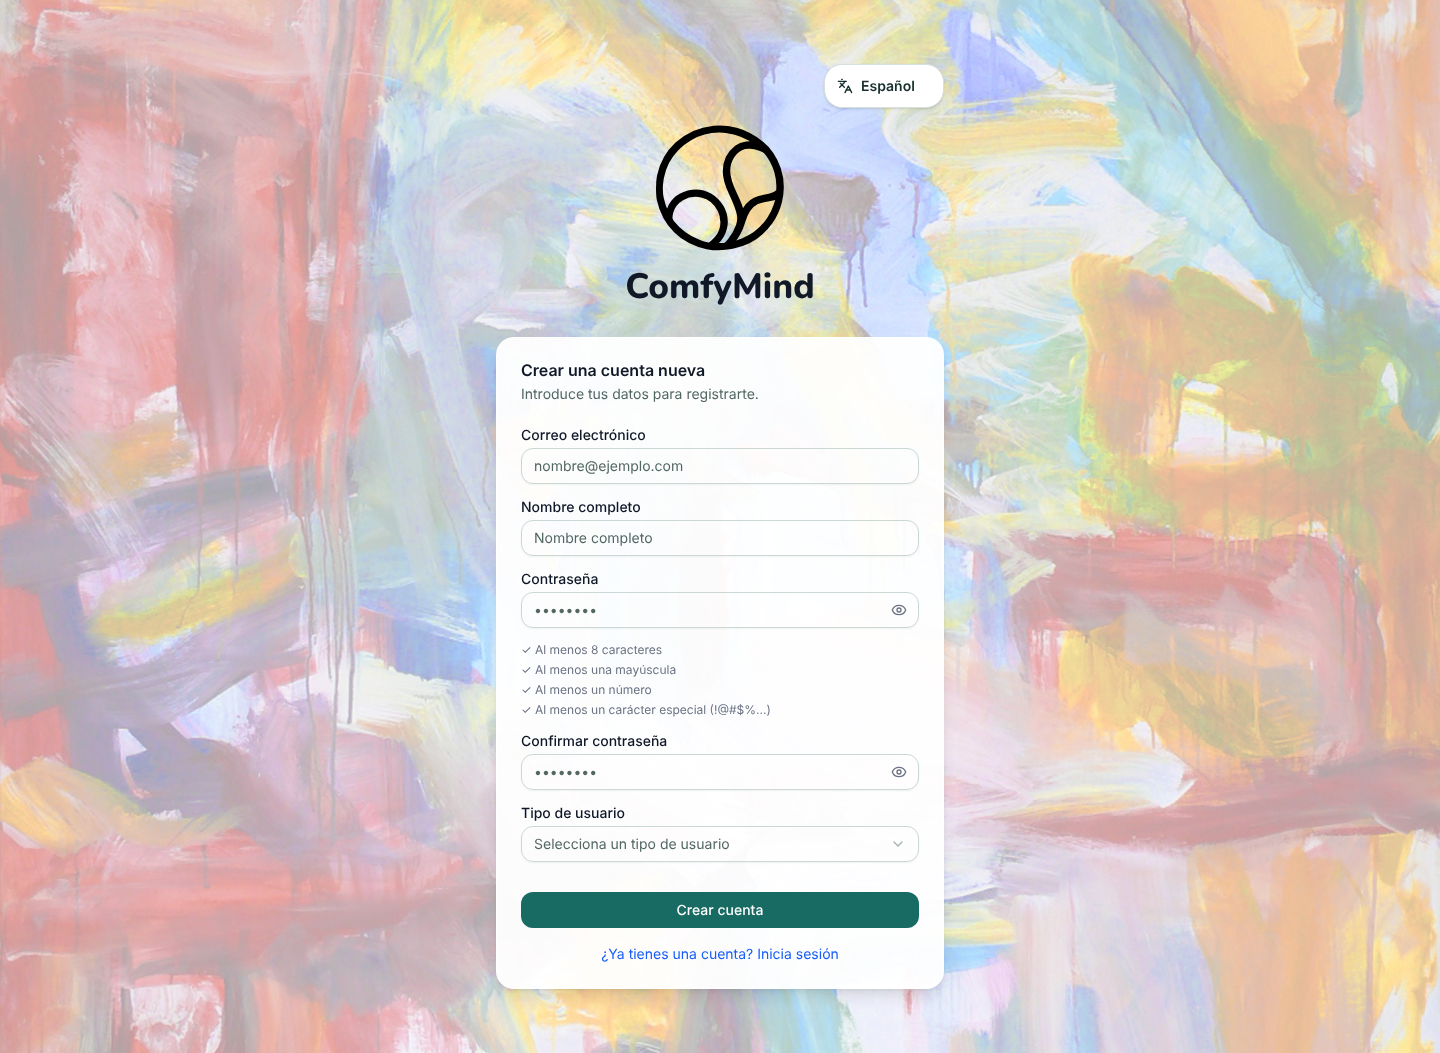 Español
ComfyMind
Crear una cuenta nueva
Introduce tus datos para registrarte.
Correo electrónico
nombre@ejemplo.com
Nombre completo
Nombre completo
Contraseña
••••••••
✓ Al menos 8 caracteres
✓ Al menos una mayúscula
✓ Al menos un número
✓ Al menos un carácter especial (!@#$%...)
Confirmar contraseña
••••••••
Tipo de usuario
Selecciona un tipo de usuario
Crear cuenta
¿Ya tienes una cuenta? Inicia sesión